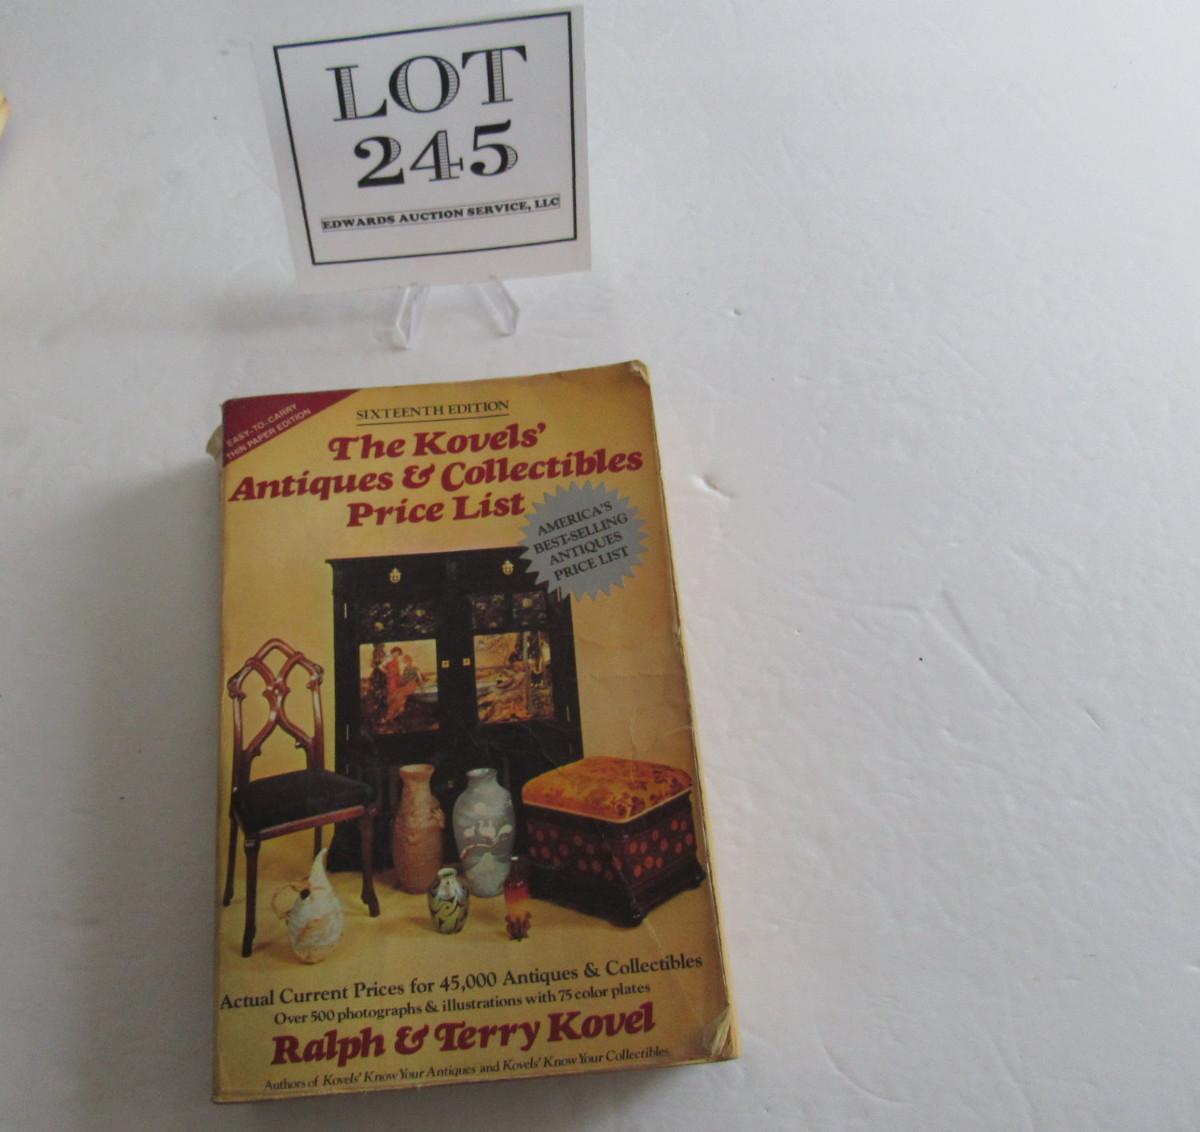 LOT
245
EDWARDS AUCTION SERVICE, LLC
EASY-TO-CARRY
THIN PAPER EDITION
SIXTEENTH EDITION
The Kovels'
Antiques & Collectibles
Price List
AMERICA'S
BEST-SELLING
ANTIQUES
PRICE LIST
Actual Current Prices for 45,000 Antiques & Collectibles
Over 500 photographs & illustrations with 75 color plates
Ralph & Terry Kovel
Authors of Kovels' Know Your Antiques and Kovels' Know Your Collectibles